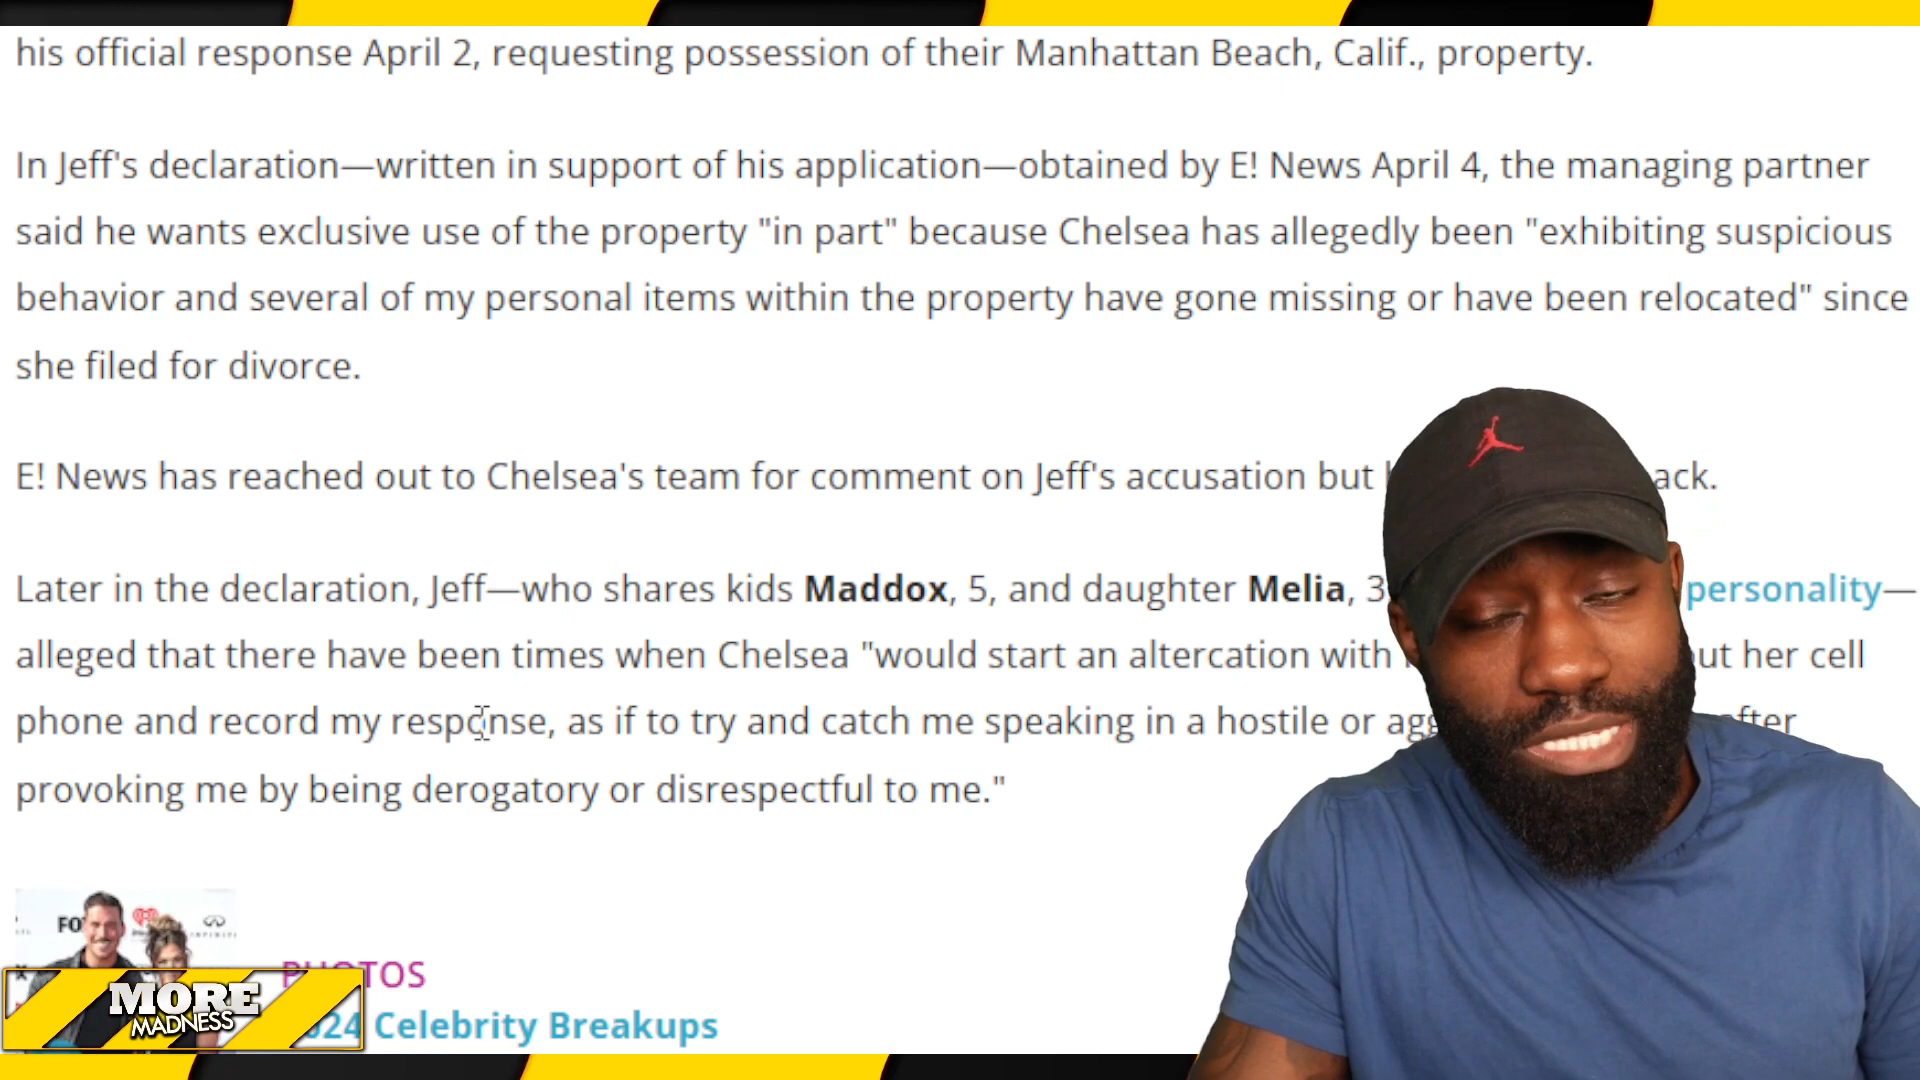 his official response April 2, requesting possession of their Manhattan Beach, Calif., property.
In Jeff's declaration—written in support of his application—obtained by E! News April 4, the managing partner
said he wants exclusive use of the property "in part" because Chelsea has allegedly been "exhibiting suspicious
behavior and several of my personal items within the property have gone missing or have been relocated" since
she filed for divorce.
E! News has reached out to Chelsea's team for comment on Jeff's accusation but
Later in the declaration, Jeff—who shares kids Maddox, 5, and daughter Melia, 3 personality—
alleged that there have been times when Chelsea "would start an altercation with her cell
phone and record my response, as if to try and catch me speaking in a hostile or after
provoking me by being derogatory or disrespectful to me."
PHOTOS
Celebrity Breakups
MORE
MADNESS